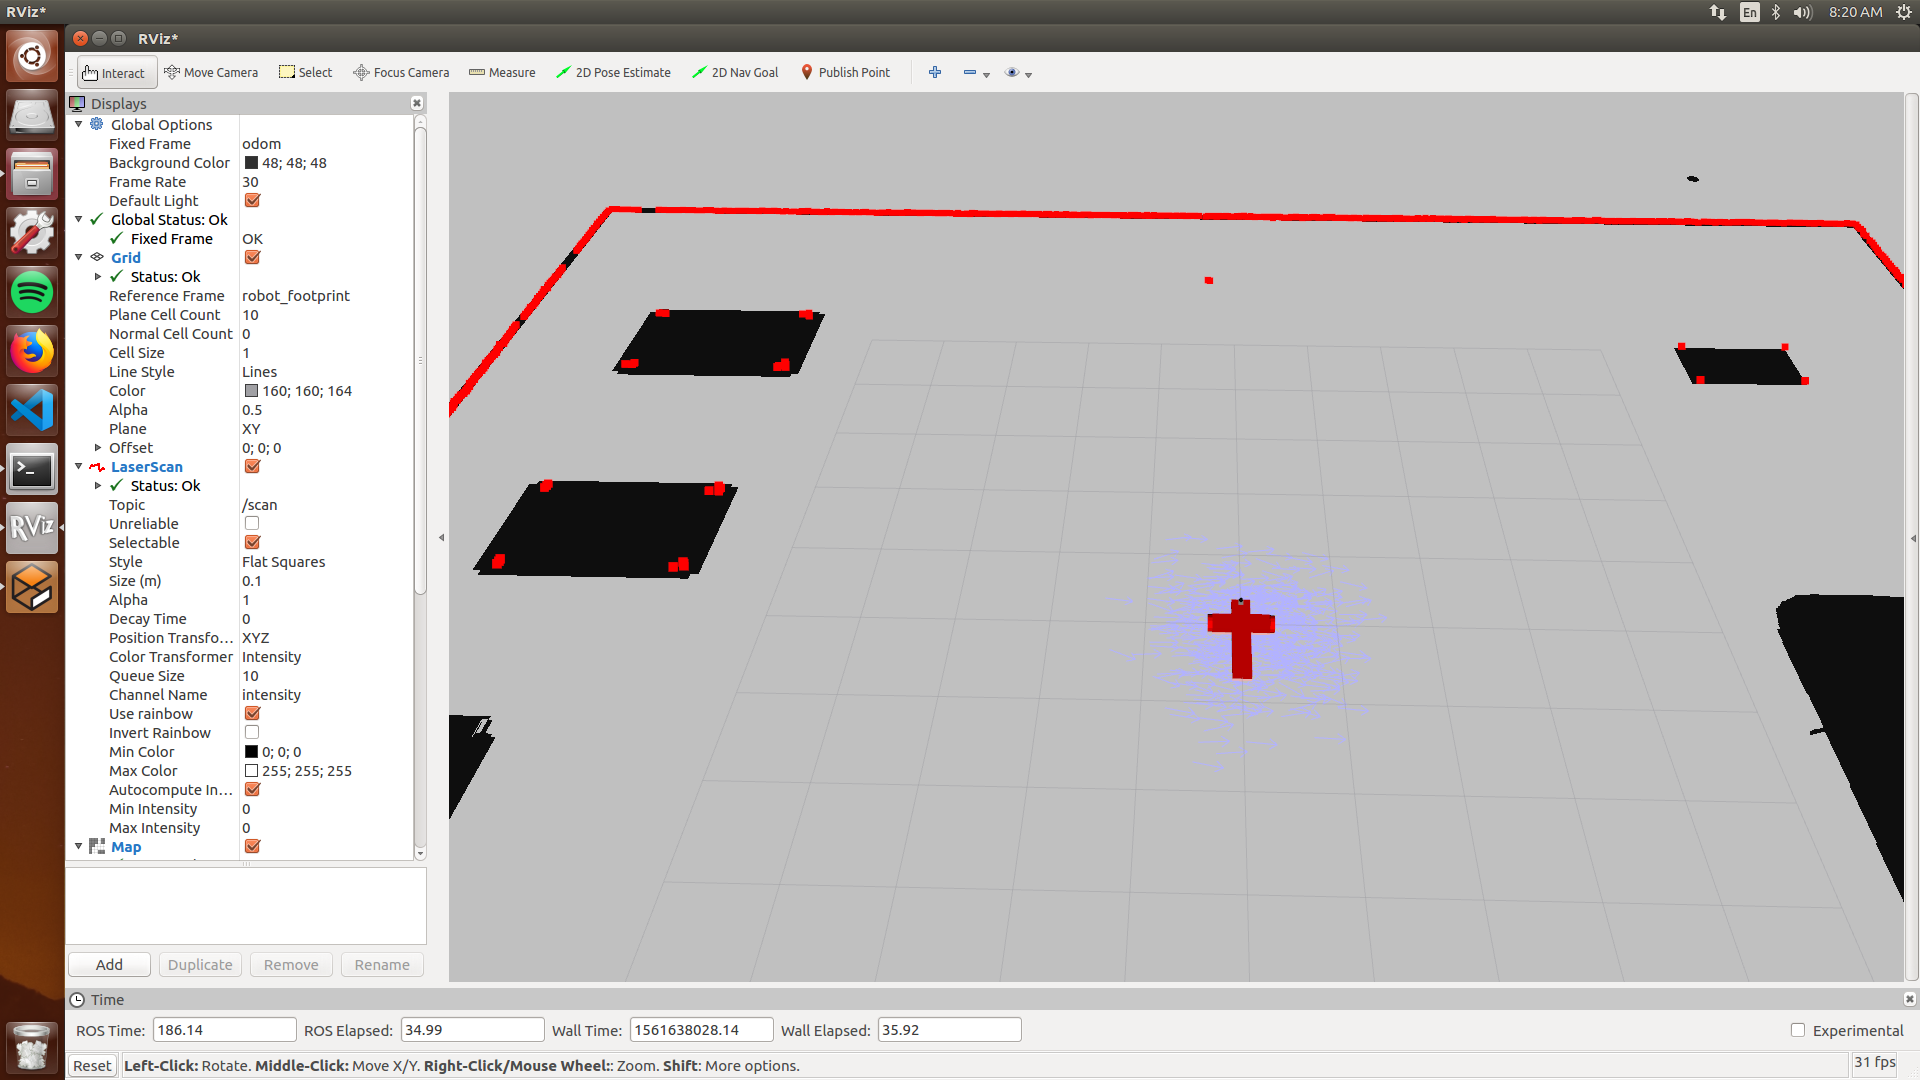 RViz*
En
8:20 AM
RViz*
Interact
Move Camera
Select
Focus Camera
Measure
2D Pose Estimate
2D Nav Goal
Publish Point
Displays
Global Options
Fixed Frame odom
Background Color 48; 48; 48
Frame Rate 30
Default Light
Global Status: Ok
Fixed Frame OK
Grid
Status: Ok
Reference Frame robot_footprint
Plane Cell Count 10
Normal Cell Count 0
Cell Size 1
Line Style Lines
Color 160; 160; 164
Alpha 0.5
Plane XY
Offset 0; 0; 0
LaserScan
Status: Ok
Topic /scan
Unreliable
Selectable
Style Flat Squares
Size (m) 0.1
Alpha 1
Decay Time 0
Position Transfo... XYZ
Color Transformer Intensity
Queue Size 10
Channel Name intensity
Use rainbow
Invert Rainbow
Min Color 0; 0; 0
Max Color 255; 255; 255
Autocompute In...
Min Intensity 0
Max Intensity 0
Map
RViz
Add Duplicate Remove Rename
Time
ROS Time: 186.14 ROS Elapsed: 34.99 Wall Time: 1561638028.14 Wall Elapsed: 35.92 Experimental
Reset Left-Click: Rotate. Middle-Click: Move X/Y. Right-Click/Mouse Wheel:: Zoom. Shift: More options. 31 fps